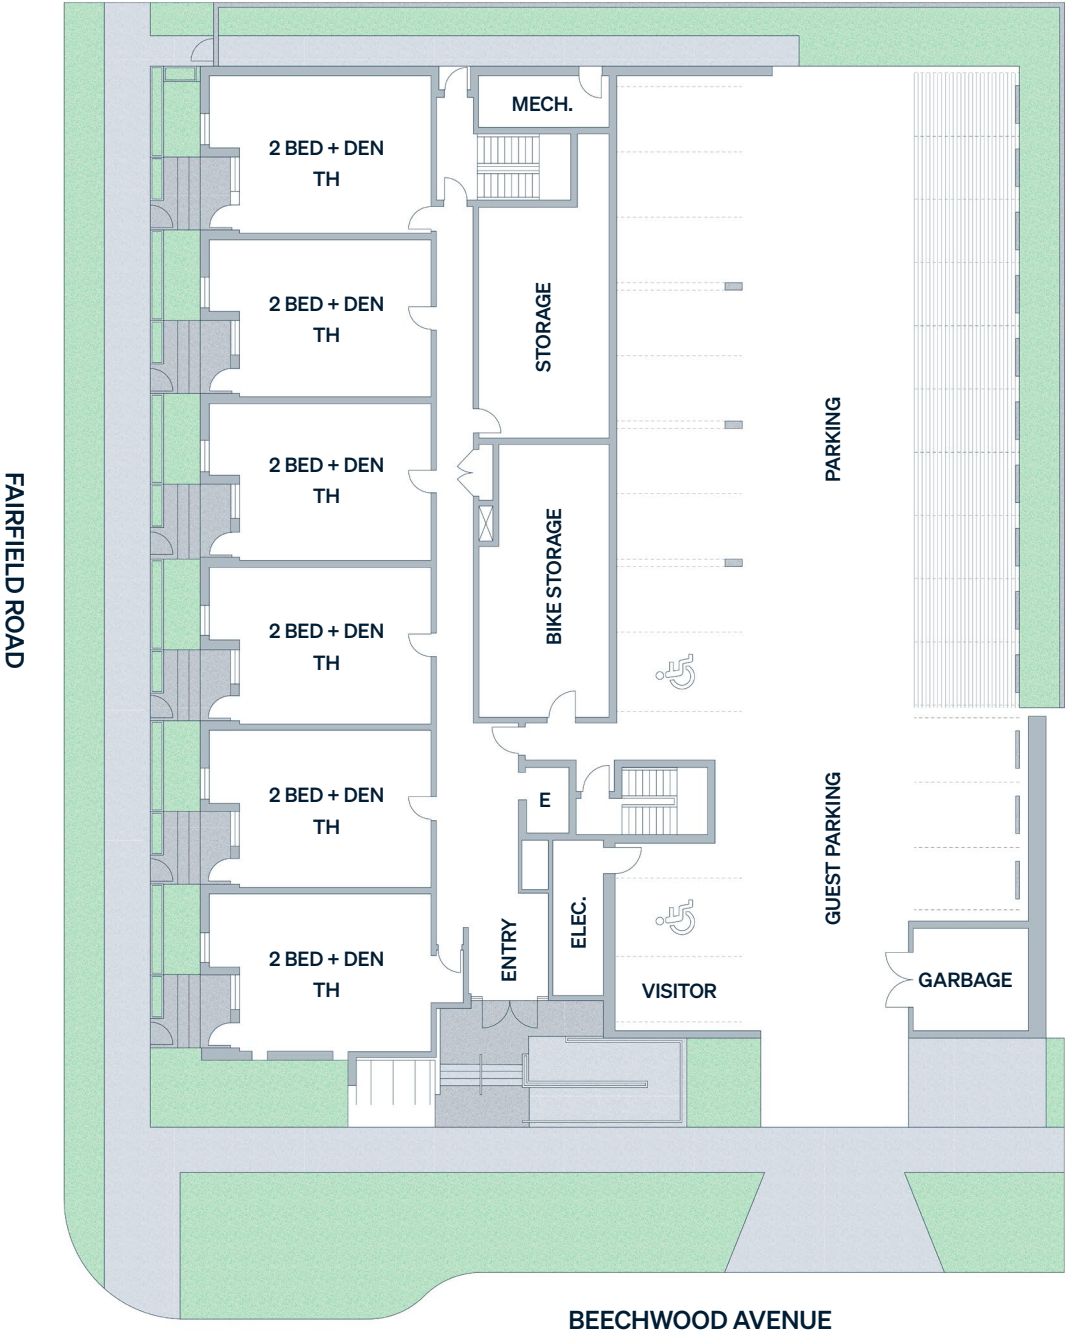 MECH.
2 BED + DEN
TH
2 BED + DEN
TH
STORAGE
PARKING
2 BED + DEN
TH
FAIRFIELD ROAD
BIKE STORAGE
2 BED + DEN
TH
2 BED + DEN
TH
E
GUEST PARKING
ELEC.
ENTRY
2 BED + DEN
TH
VISITOR
GARBAGE
BEECHWOOD AVENUE